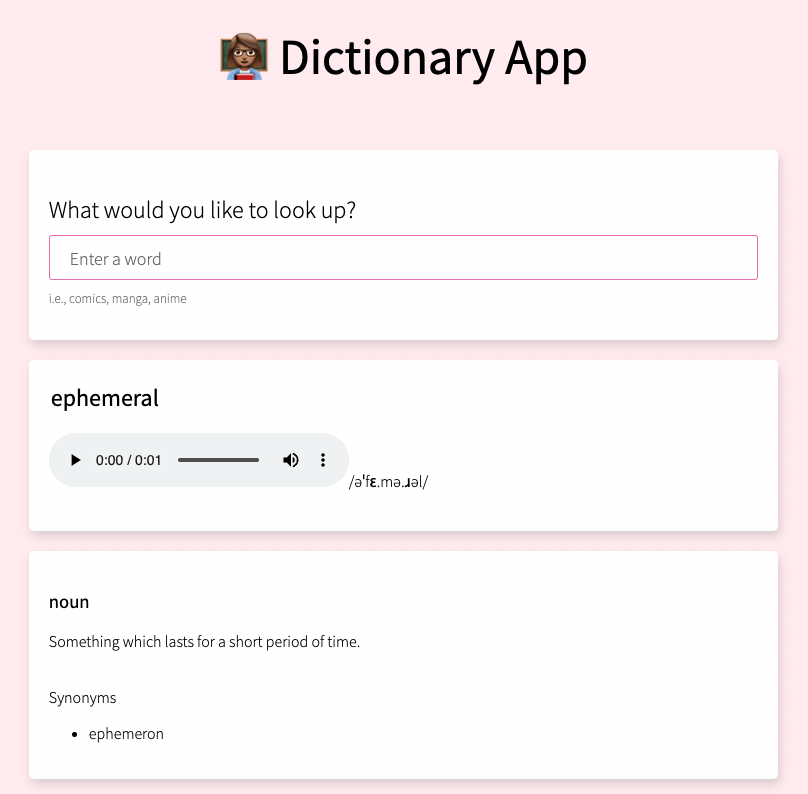 Dictionary App
What would you like to look up?
Enter a word
i.e., comics, manga, anime
ephemeral
0:00 / 0:01
/əˈfɛ.mə.ɹəl/
noun
Something which lasts for a short period of time.
Synonyms
ephemeron